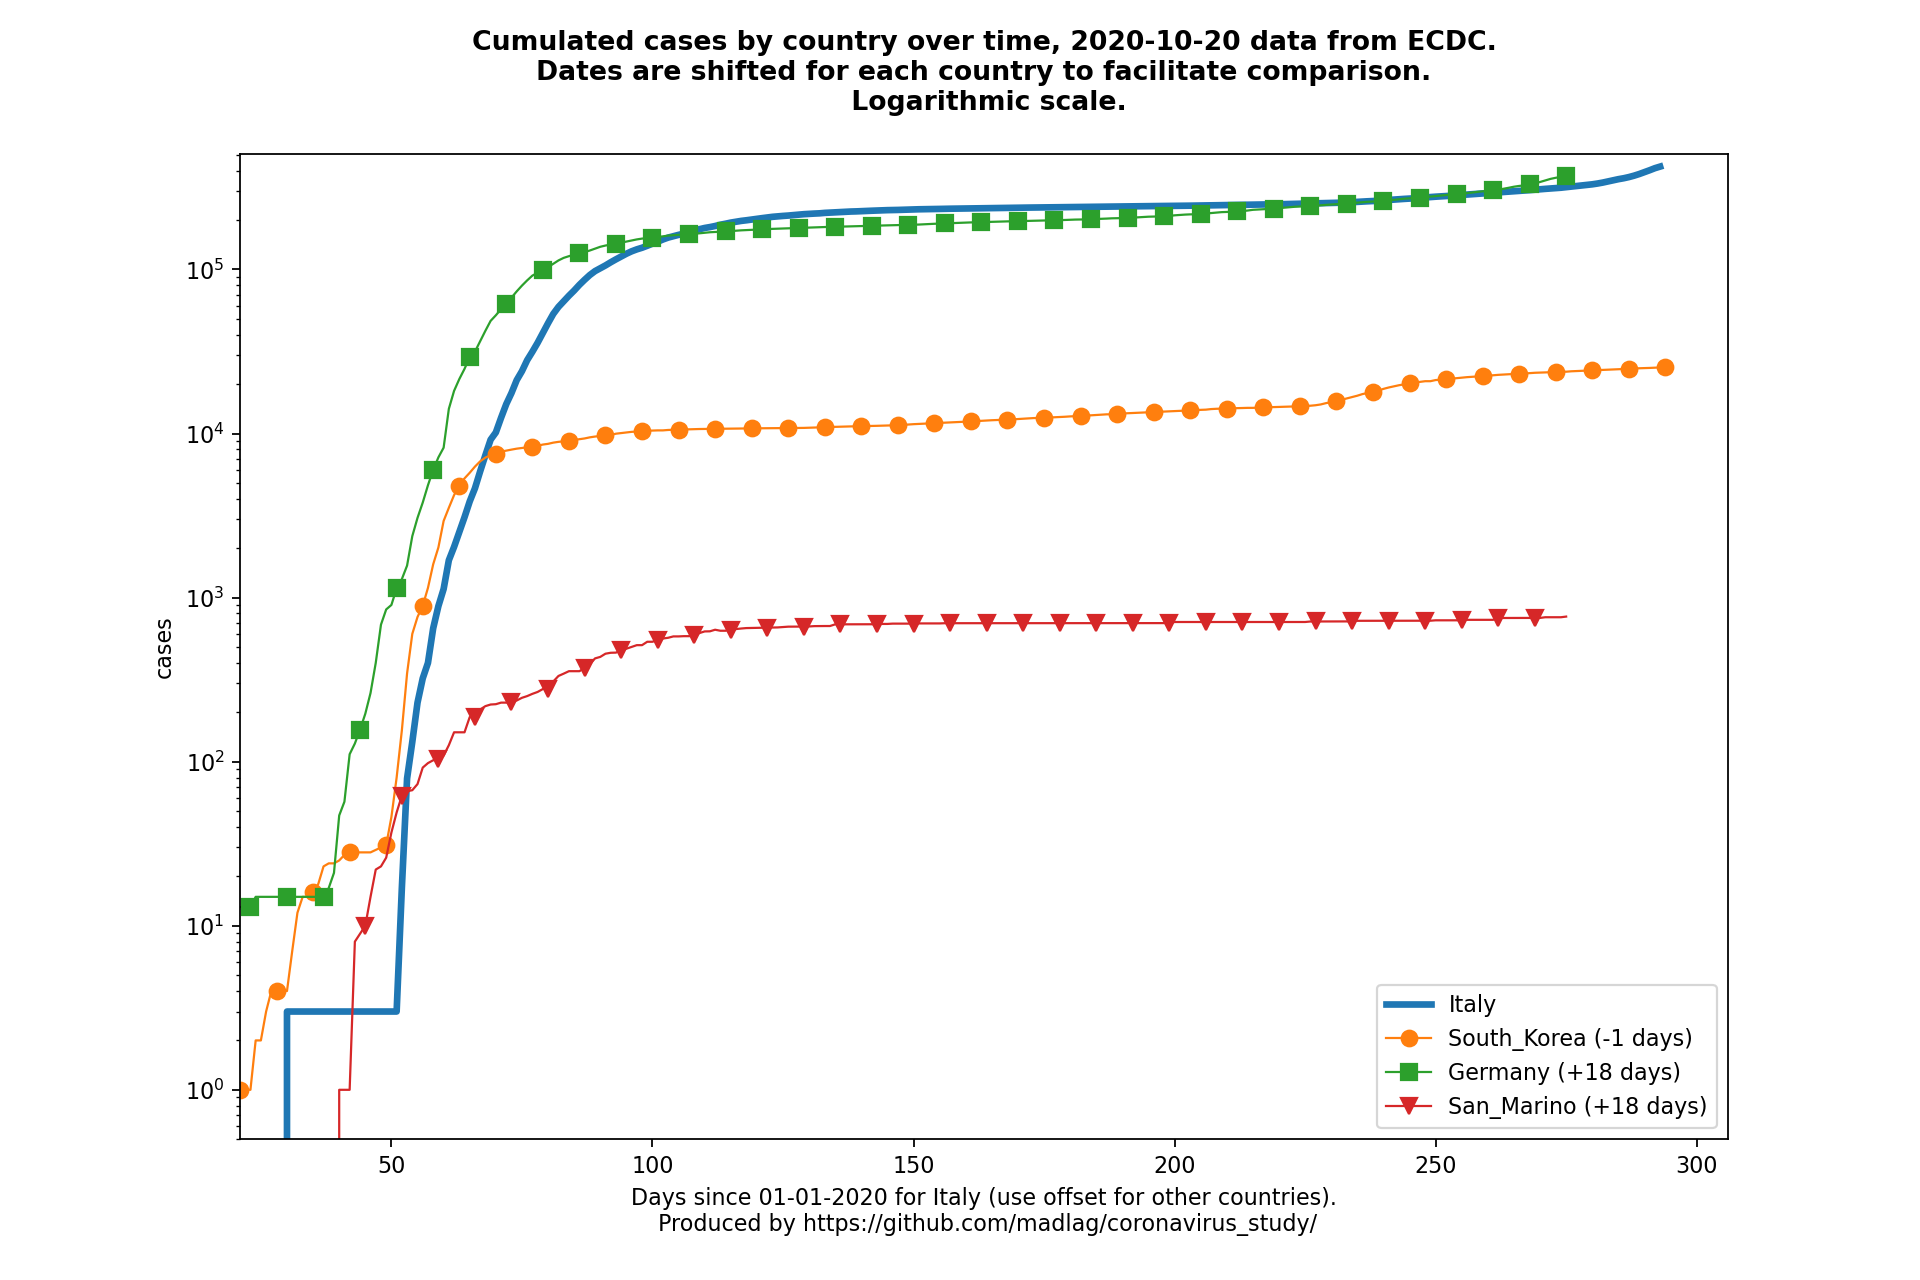 Cumulated cases by country over time, 2020-10-20 data from ECDC.
Dates are shifted for each country to facilitate comparison.
Logarithmic scale.
10⁵
10⁴
10³
10²
10¹
10⁰
cases
50
100
150
200
250
300
Italy
South_Korea (-1 days)
Germany (+18 days)
San_Marino (+18 days)
Days since 01-01-2020 for Italy (use offset for other countries).
Produced by https://github.com/madlag/coronavirus_study/